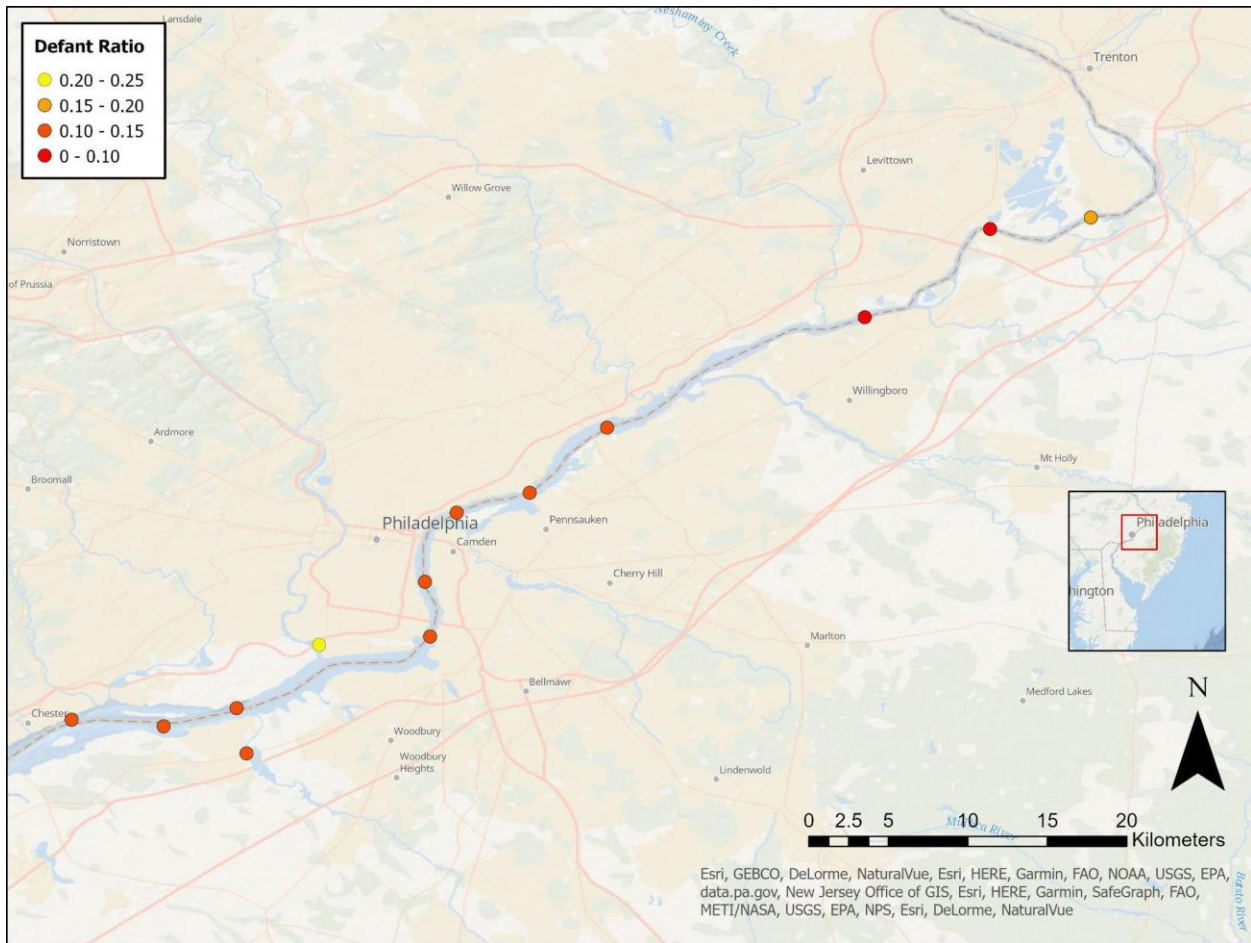 Lansdale
Neshaminy Creek
Defant Ratio
0.20 - 0.25
0.15 - 0.20
0.10 - 0.15
0 - 0.10
Trenton
Levittown
Willow Grove
Norristown
of Prussia
Willingboro
Ardmore
Mt Holly
Broomall
Philadelphia
Pennsauken
Camden
Cherry Hill
Philadelphia
hington
Marlton
Bellmawr
Medford Lakes
Chester
Woodbury
Woodbury
Heights
Lindenwold
N
0 2.5 5 10 15 20
Kilometers
River
Esri, GEBCO, DeLorme, NaturalVue, Esri, HERE, Garmin, FAO, NOAA, USGS, EPA,
data.pa.gov, New Jersey Office of GIS, Esri, HERE, Garmin, SafeGraph, FAO,
METI/NASA, USGS, EPA, NPS, Esri, DeLorme, NaturalVue
Batsto River